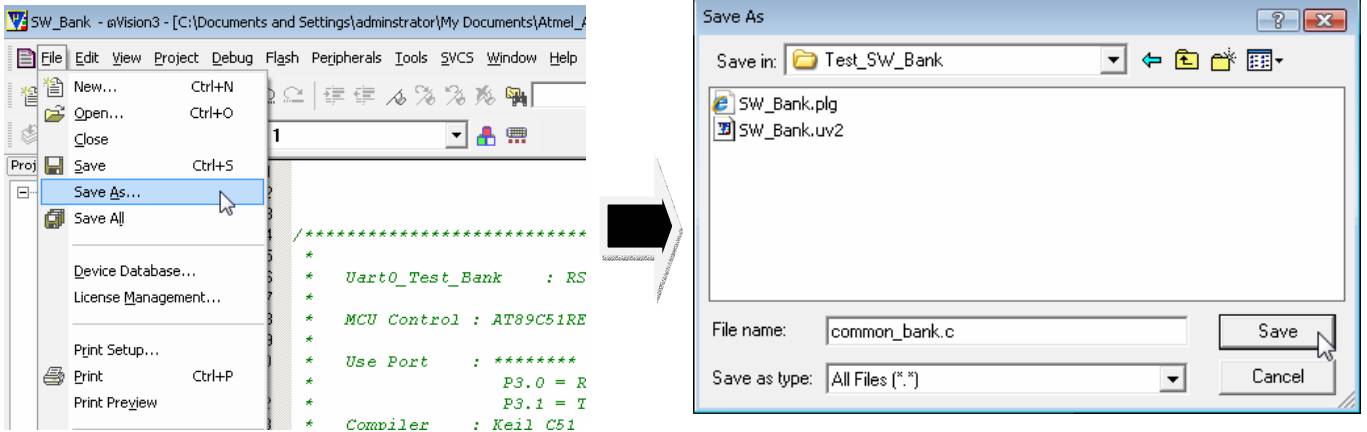 SW_Bank - µVision3 - [C:\Documents and Settings\adminstrator\My Documents\Atmel_
File Edit View Project Debug Flash Peripherals Tools SVCS Window Help
New... Ctrl+N
Open... Ctrl+O
Close
1
Save Ctrl+S
Proj
Save As...
Save All
/****************************
*
* Uart0_Test_Bank : RS
*
* MCU Control : AT89C51RE
*
* Use Port : ********
* P3.0 = R
* P3.1 = T
* Compiler : Keil C51
Device Database...
License Management...
Print Setup...
Print Ctrl+P
Print Preview
Save As
Save in: Test_SW_Bank
SW_Bank.plg
SW_Bank.uv2
File name: common_bank.c Save
Save as type: All Files (*.*) Cancel